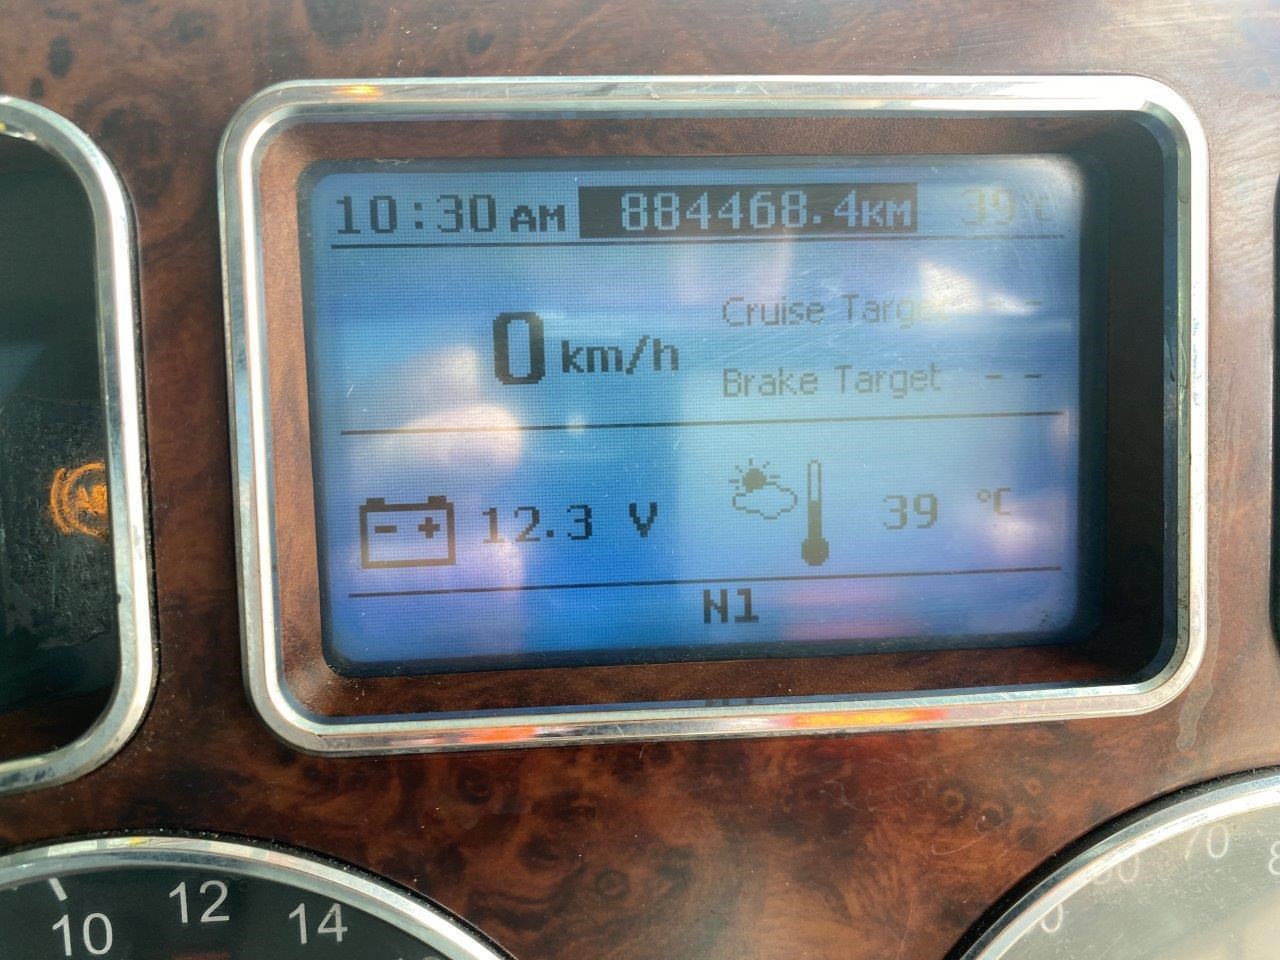 10:30 AM 884468.4KM 39°C
0 km/h
Cruise Target - -
Brake Target - -
- + 12.3 V 39 °C
N1
10 12 14
70